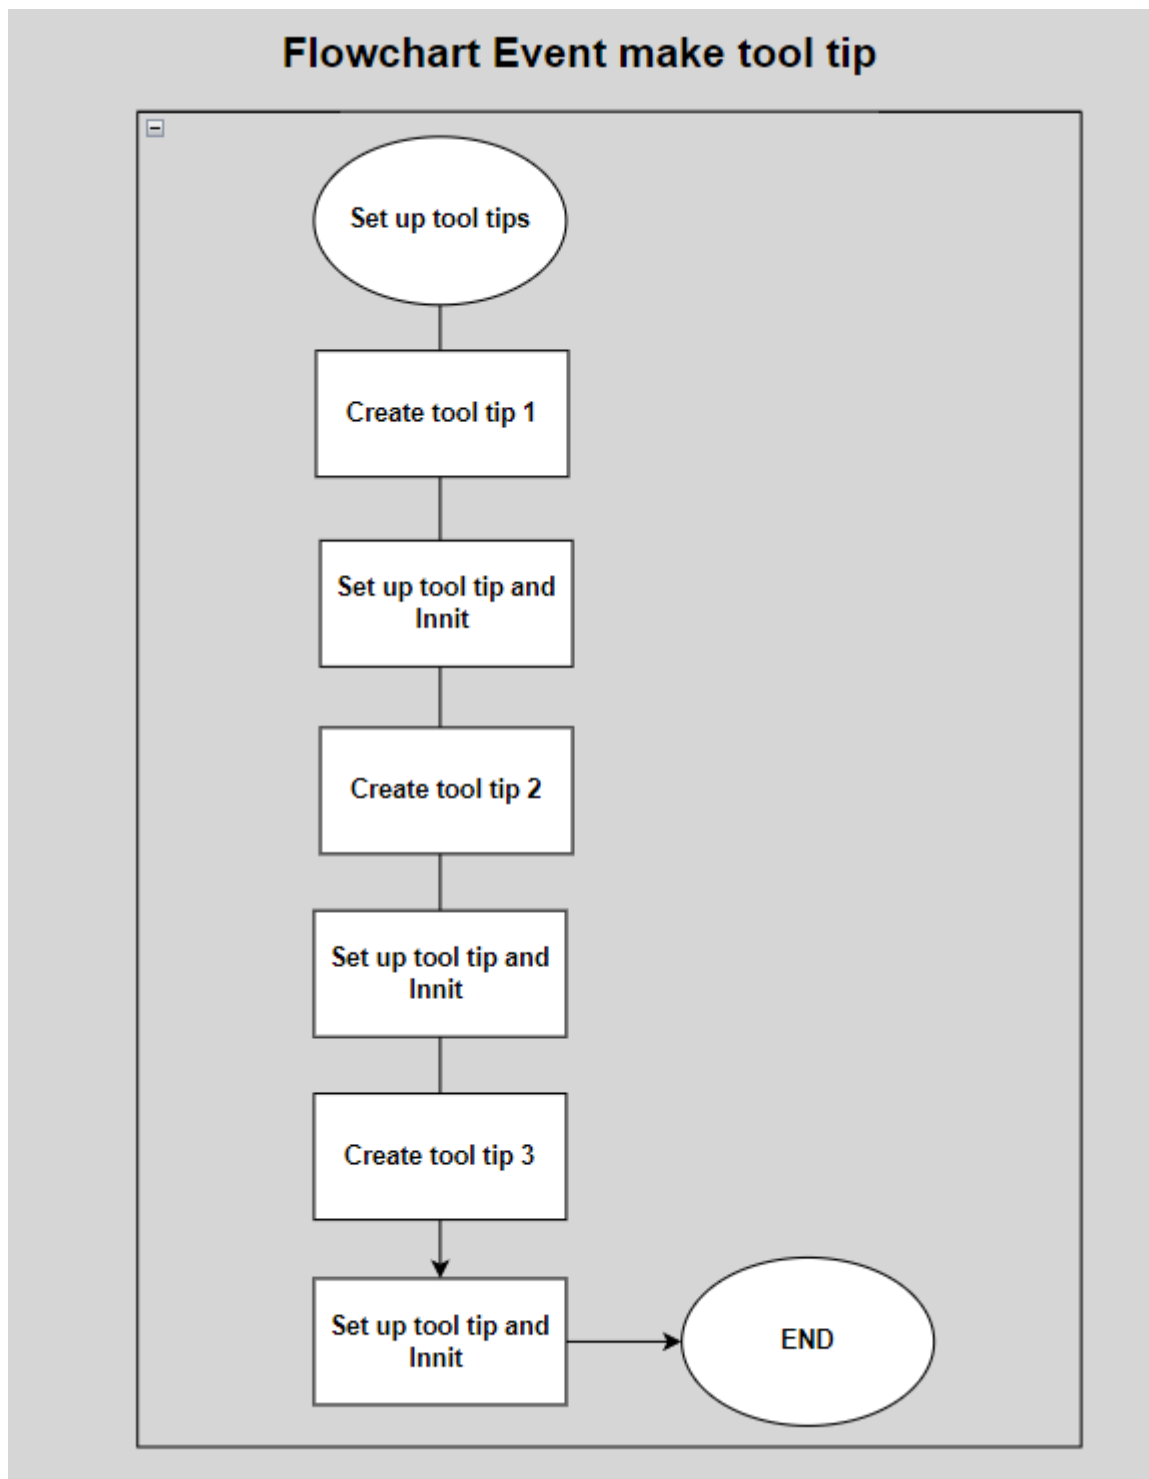 Flowchart Event make tool tip
Set up tool tips
Create tool tip 1
Set up tool tip and
Innit
Create tool tip 2
Set up tool tip and
Innit
Create tool tip 3
Set up tool tip and
Innit
END